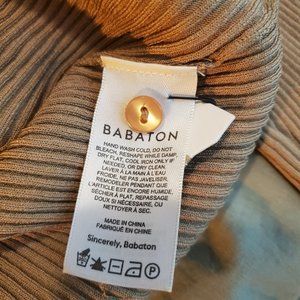 BABATON
HAND WASH COLD, DO NOT
BLEACH, RESHAPE WHILE DAMP,
DRY FLAT, COOL IRON ONLY IF
NEEDED, OR DRY CLEAN.
LAVER À LA MAIN À L'EAU
FROIDE, NE PAS JAVELISER,
REMODELER PENDANT QUE
L'ARTICLE EST ENCORE HUMIDE,
SÉCHER À PLAT, REPASSAGE
DOUX SI NÉCESSAIRE, OU
NETTOYER À SEC.
MADE IN CHINA
FABRIQUÉ EN CHINE
Sincerely, Babaton
P